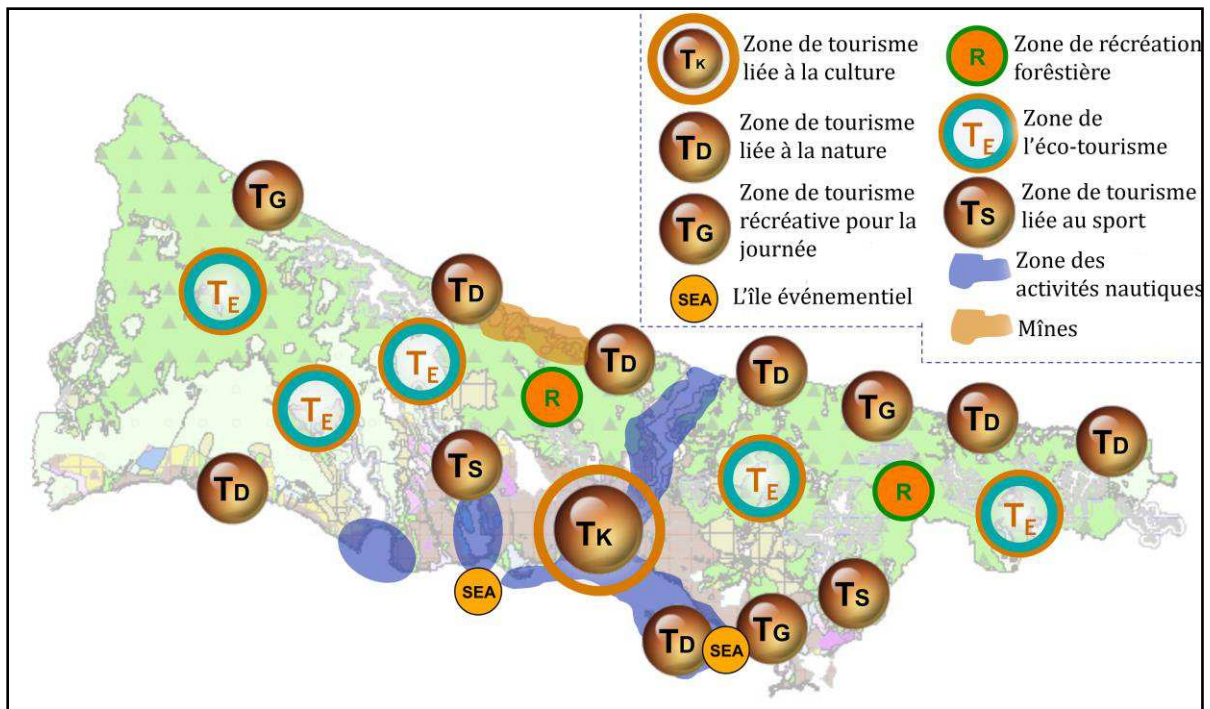 TK
Zone de tourisme
liée à la culture
TD
Zone de tourisme
liée à la nature
TG
Zone de tourisme
récréative pour la
journée
SEA
L'île événementiel
R
Zone de récréation
forêstière
TE
Zone de
l'éco-tourisme
TS
Zone de tourisme
liée au sport
Zone des
activités nautiques
Mînes
TG
TE
TD
TE
TD
TD
R
TE
TG
TD
TD
TS
TD
TE
R
TE
TK
SEA
TS
TD
SEA
TG